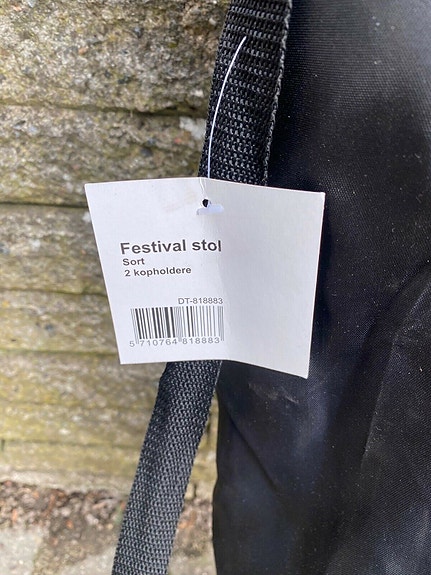 Festival stol
Sort
2 kopholdere
DT-818883
5 710764 818883